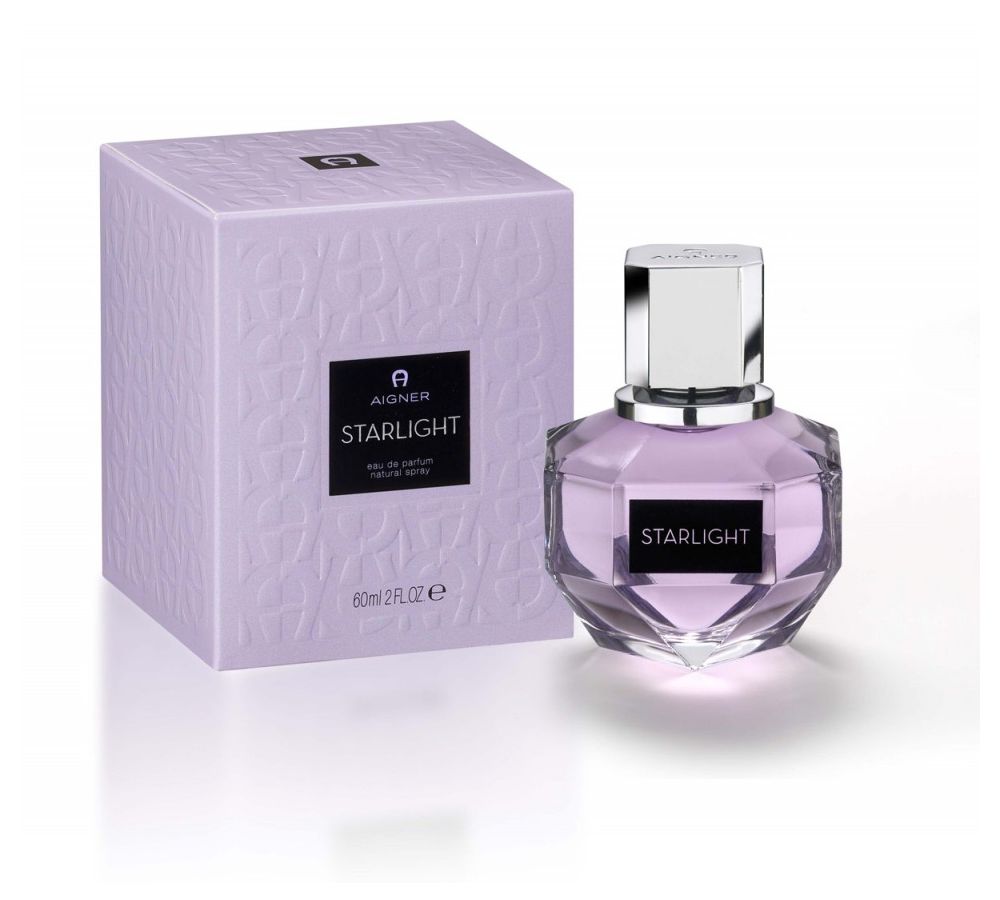 AIGNER
STARLIGHT
eau de parfum
natural spray
60ml 2 FL.OZ. e
AIGNER
STARLIGHT